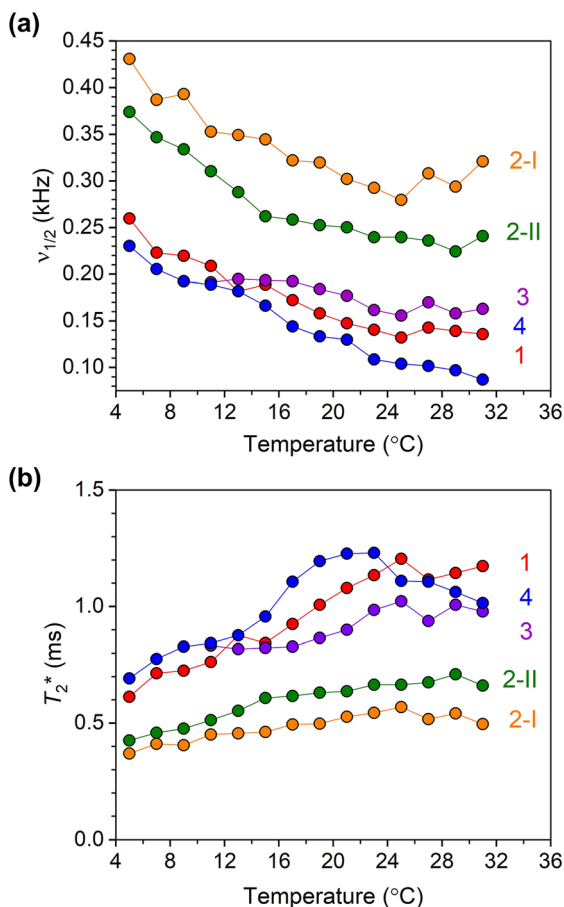 (a)
0.45
0.40
0.35
0.30
0.25
0.20
0.15
0.10
ν1/2 (kHz)
2-I
2-II
3
4
1
4 8 12 16 20 24 28 32 36
Temperature (°C)
(b)
1.5
1.0
0.5
0.0
T2* (ms)
1
4
3
2-II
2-I
4 8 12 16 20 24 28 32 36
Temperature (°C)